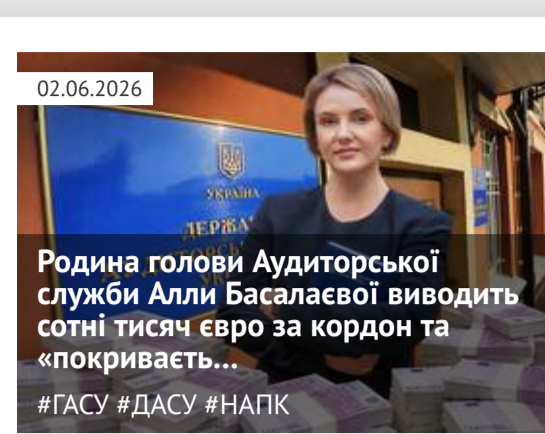 02.06.2026
УКРАЇНА
ДЕРЖА
Родина голови Аудиторської
служби Алли Басалаєвої виводить
сотні тисяч євро за кордон та
«покриваєть...
#ГАСУ #ДАСУ #НАПК